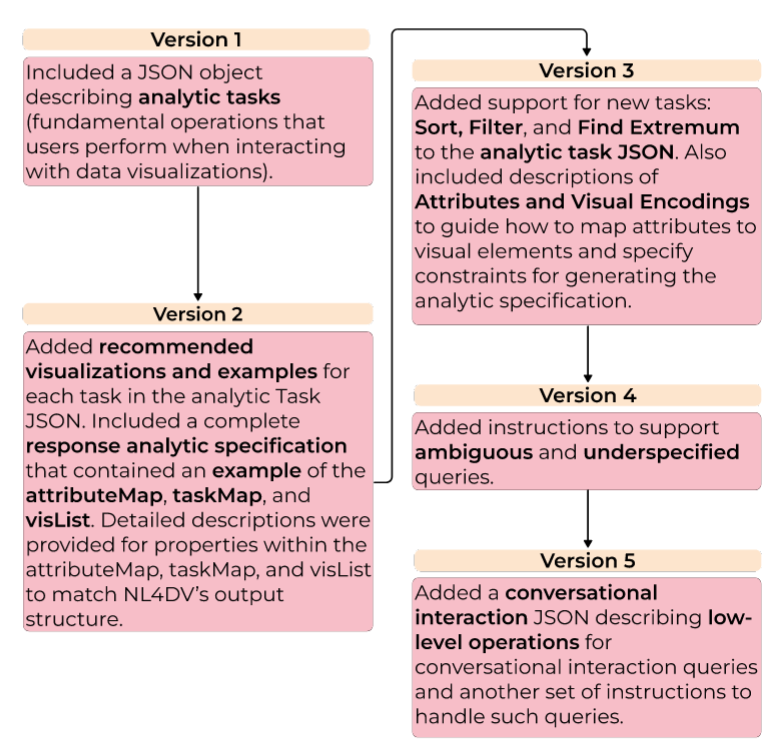 Version 1
Included a JSON object
describing analytic tasks
(fundamental operations that
users perform when interacting
with data visualizations).
Version 2
Added recommended
visualizations and examples for
each task in the analytic Task
JSON. Included a complete
response analytic specification
that contained an example of the
attributeMap, taskMap, and
visList. Detailed descriptions were
provided for properties within the
attributeMap, taskMap, and visList
to match NL4DV's output
structure.
Version 3
Added support for new tasks:
Sort, Filter, and Find Extremum
to the analytic task JSON. Also
included descriptions of
Attributes and Visual Encodings
to guide how to map attributes to
visual elements and specify
constraints for generating the
analytic specification.
Version 4
Added instructions to support
ambiguous and underspecified
queries.
Version 5
Added a conversational
interaction JSON describing low-
level operations for
conversational interaction queries
and another set of instructions to
handle such queries.